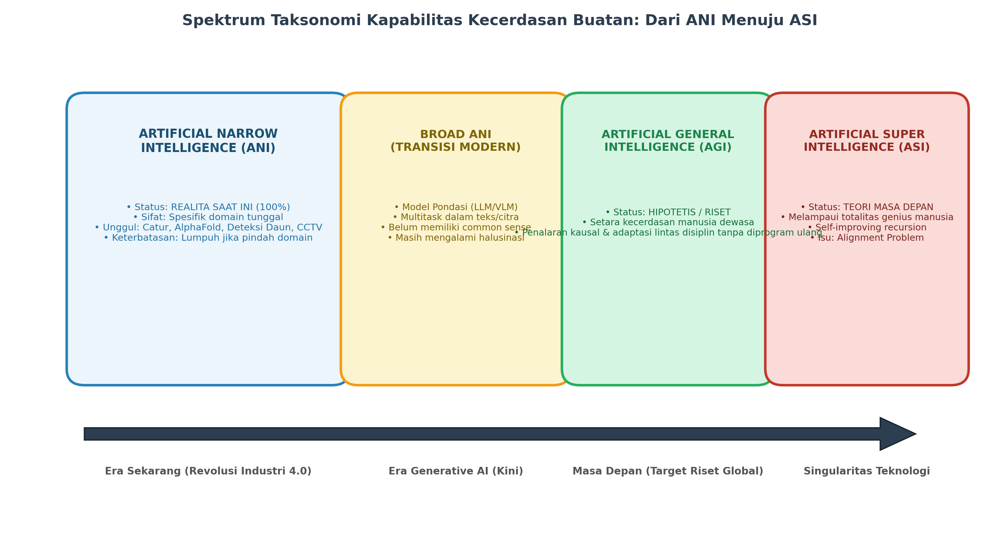 Spektrum Taksonomi Kapabilitas Kecerdasan Buatan: Dari ANI Menuju ASI
ARTIFICIAL NARROW
INTELLIGENCE (ANI)
• Status: REALITA SAAT INI (100%)
• Sifat: Spesifik domain tunggal
• Unggul: Catur, AlphaFold, Deteksi Daun, CCTV
• Keterbatasan: Lumpuh jika pindah domain
BROAD ANI
(TRANSISI MODERN)
• Model Pondasi (LLM/VLM)
• Multitask dalam teks/citra
• Belum memiliki common sense
• Masih mengalami halusinasi
ARTIFICIAL GENERAL
INTELLIGENCE (AGI)
• Status: HIPOTETIS / RISET
• Setara kecerdasan manusia dewasa
• Penalaran kausal & adaptasi lintas disiplin tanpa diprogram ulang
ARTIFICIAL SUPER
INTELLIGENCE (ASI)
• Status: TEORI MASA DEPAN
• Melampaui totalitas genius manusia
• Self-improving recursion
• Isu: Alignment Problem
Era Sekarang (Revolusi Industri 4.0)
Era Generative AI (Kini)
Masa Depan (Target Riset Global)
Singularitas Teknologi